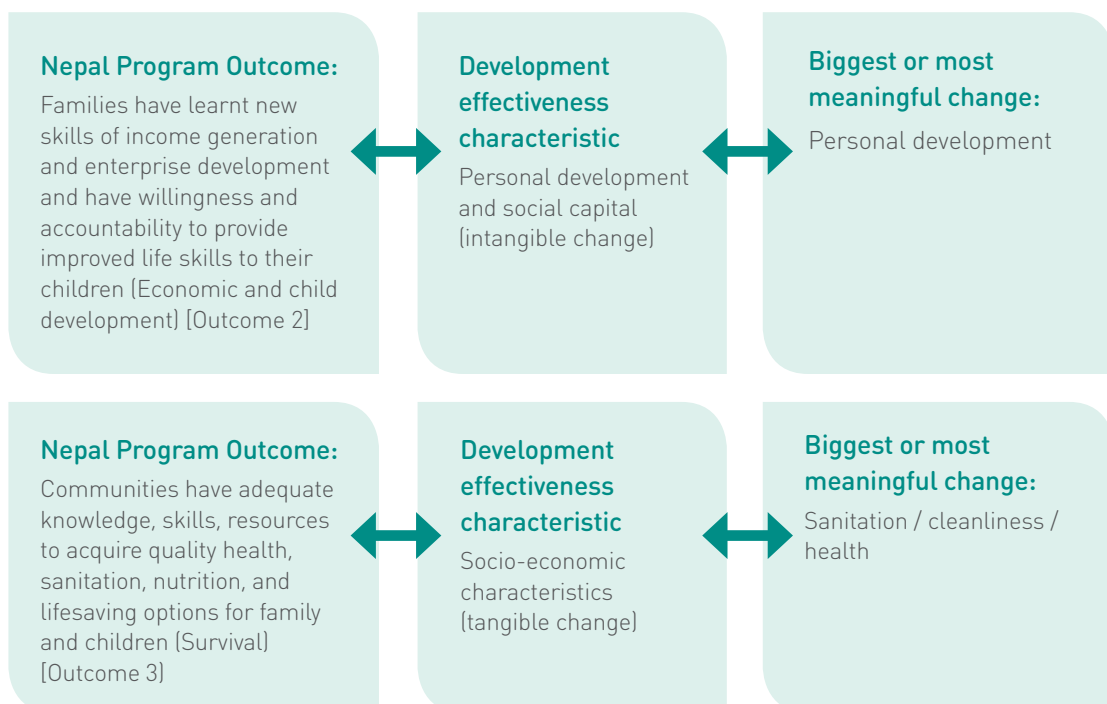 Nepal Program Outcome:
Families have learnt new
skills of income generation
and enterprise development
and have willingness and
accountability to provide
improved life skills to their
children (Economic and child
development) [Outcome 2]
Development
effectiveness
characteristic
Personal development
and social capital
(intangible change)
Biggest or most
meaningful change:
Personal development
Nepal Program Outcome:
Communities have adequate
knowledge, skills, resources
to acquire quality health,
sanitation, nutrition, and
lifesaving options for family
and children (Survival)
[Outcome 3)
Development
effectiveness
characteristic
Socio-economic
characteristics
(tangible change)
Biggest or most
meaningful change:
Sanitation / cleanliness /
health